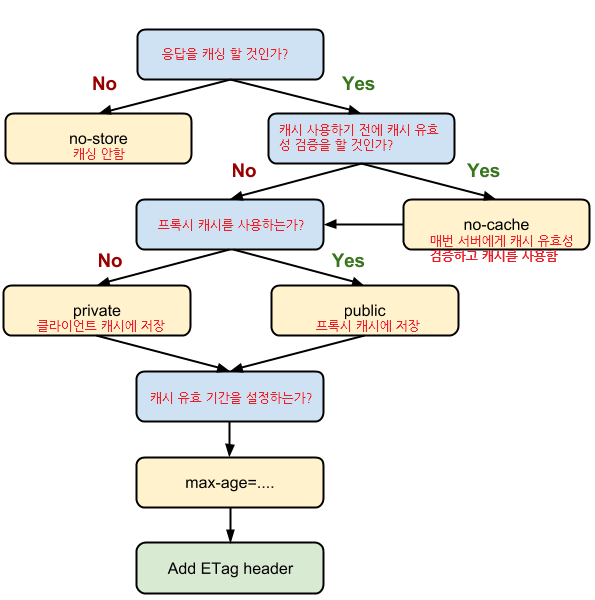 응답을 캐싱 할 것인가?
No
Yes
no-store
캐싱 안함
캐시 사용하기 전에 캐시 유효
성 검증을 할 것인가?
No
Yes
프록시 캐시를 사용하는가?
no-cache
매번 서버에게 캐시 유효성
검증하고 캐시를 사용함
No
Yes
private
클라이언트 캐시에 저장
public
프록시 캐시에 저장
캐시 유효 기간을 설정하는가?
max-age=....
Add ETag header